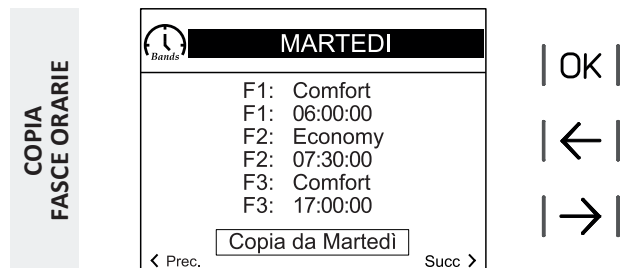 COPIA
FASCE ORARIE
Bands
MARTEDI
F1: Comfort
F1: 06:00:00
F2: Economy
F2: 07:30:00
F3: Comfort
F3: 17:00:00
Copia da Martedì
< Prec.
Succ >
| OK |
| ← |
| → |